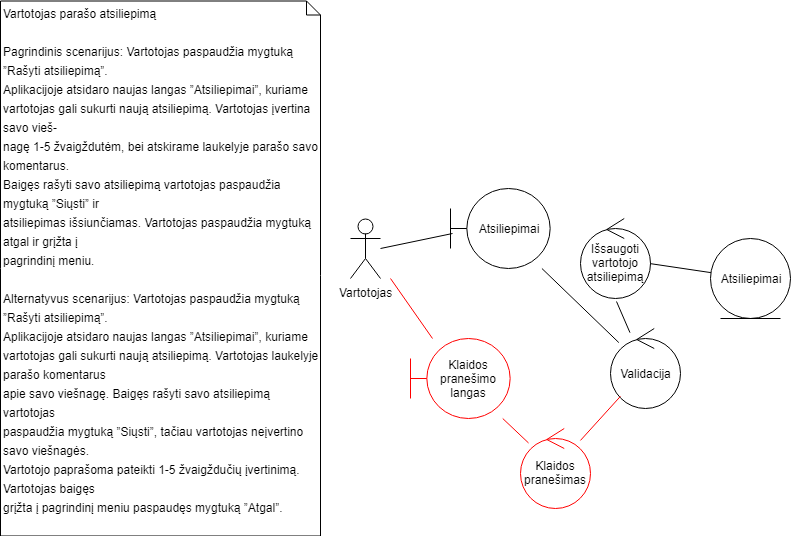 Vartotojas parašo atsiliepimą
Pagrindinis scenarijus: Vartotojas paspaudžia mygtuką
”Rašyti atsiliepimą”.
Aplikacijoje atsidaro naujas langas ”Atsiliepimai”, kuriame
vartotojas gali sukurti naują atsiliepimą. Vartotojas įvertina
savo vieš-
nagę 1-5 žvaigždutėm, bei atskirame laukelyje parašo savo
komentarus.
Baigęs rašyti savo atsiliepimą vartotojas paspaudžia
mygtuką ”Siųsti” ir
atsiliepimas išsiunčiamas. Vartotojas paspaudžia mygtuką
atgal ir grįžta į
pagrindinį meniu.
Alternatyvus scenarijus: Vartotojas paspaudžia mygtuką
”Rašyti atsiliepimą”.
Aplikacijoje atsidaro naujas langas ”Atsiliepimai”, kuriame
vartotojas gali sukurti naują atsiliepimą. Vartotojas laukelyje
parašo komentarus
apie savo viešnagę. Baigęs rašyti savo atsiliepimą
vartotojas
paspaudžia mygtuką ”Siųsti”, tačiau vartotojas neįvertino
savo viešnagės.
Vartotojo paprašoma pateikti 1-5 žvaigždučių įvertinimą.
Vartotojas baigęs
grįžta į pagrindinį meniu paspaudęs mygtuką ”Atgal”.
Vartotojas
Atsiliepimai
Išsaugoti
vartotojo
atsiliepimą
Atsiliepimai
Klaidos
pranešimo
langas
Validacija
Klaidos
pranešimas